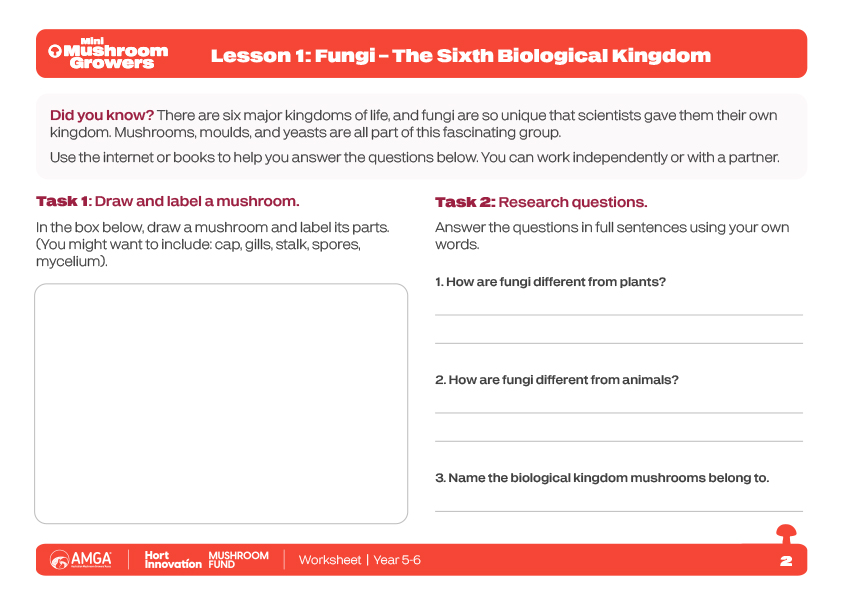 Mini
Mushroom
Growers
Lesson 1: Fungi – The Sixth Biological Kingdom
Did you know? There are six major kingdoms of life, and fungi are so unique that scientists gave them their own
kingdom. Mushrooms, moulds, and yeasts are all part of this fascinating group.
Use the internet or books to help you answer the questions below. You can work independently or with a partner.
Task 1: Draw and label a mushroom.
In the box below, draw a mushroom and label its parts.
(You might want to include: cap, gills, stalk, spores,
mycelium).
Task 2: Research questions.
Answer the questions in full sentences using your own
words.
1. How are fungi different from plants?
2. How are fungi different from animals?
3. Name the biological kingdom mushrooms belong to.
AMGA
Hort
Innovation
MUSHROOM
FUND
Worksheet | Year 5-6
2